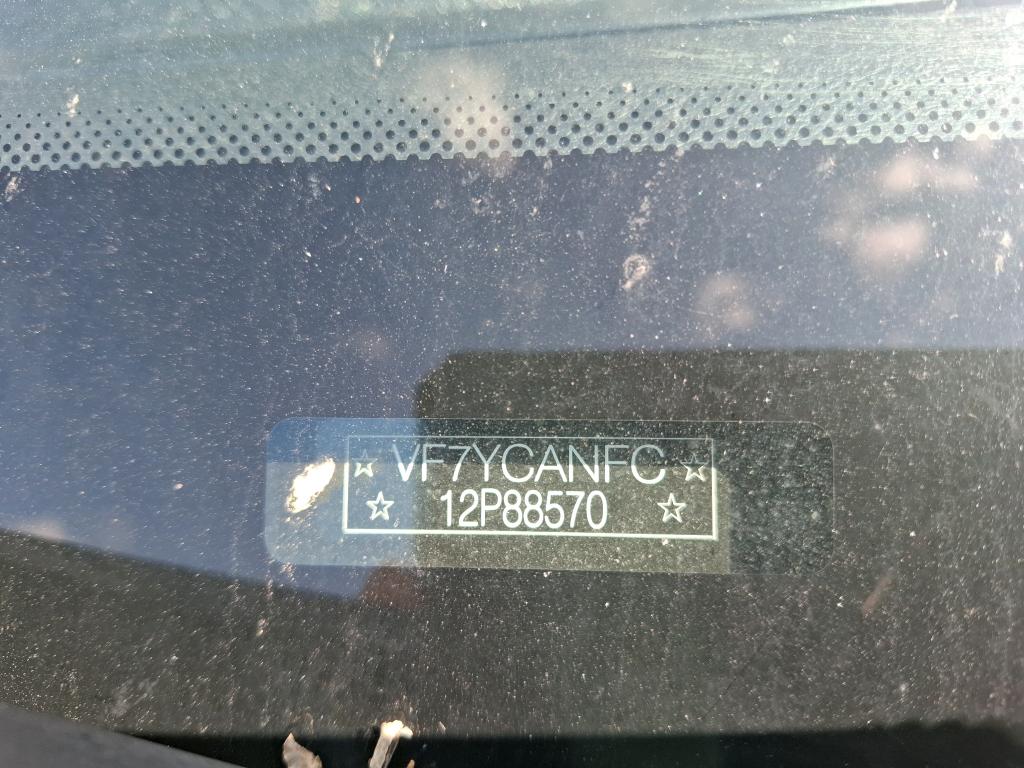 ☆ VF7YCANFC ☆
☆ 12P88570 ☆